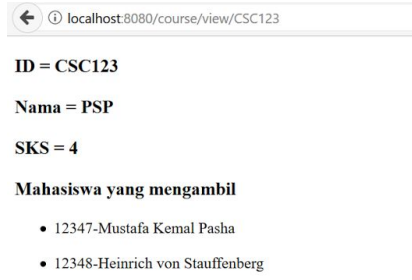 localhost:8080/course/view/CSC123
ID = CSC123
Nama = PSP
SKS = 4
Mahasiswa yang mengambil
• 12347-Mustafa Kemal Pasha
• 12348-Heinrich von Stauffenberg